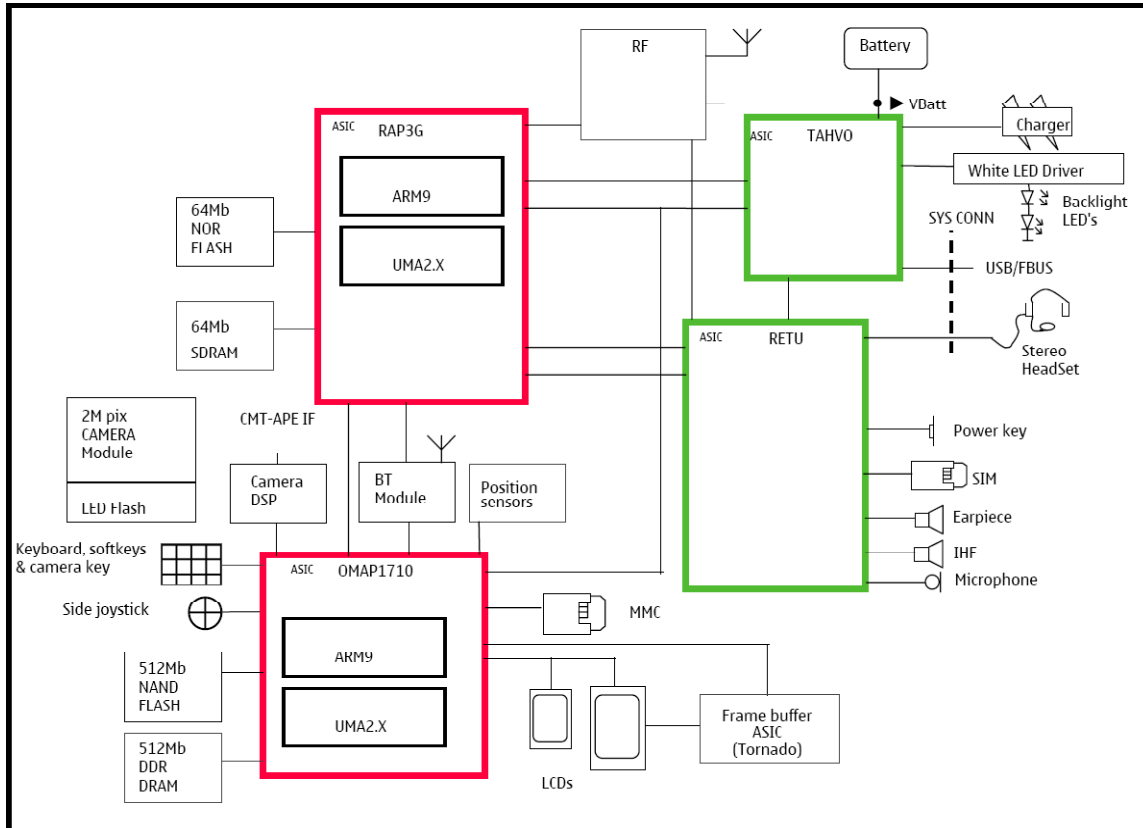 RF
Battery
VBatt
ASIC
RAP3G
ASIC
TAHVO
Charger
ARM9
White LED Driver
64Mb
NOR
FLASH
Backlight
LED's
SYS CONN
UMA2.X
USB/FBUS
64Mb
SDRAM
ASIC
RETU
Stereo
HeadSet
2M pix
CAMERA
Module
CMT-APE IF
Power key
LED Flash
Camera
DSP
BT
Module
Position
sensors
SIM
Earpiece
Keyboard, softkeys
& camera key
ASIC
OMAP1710
IHF
Microphone
Side joystick
MMC
ARM9
512Mb
NAND
FLASH
UMA2.X
Frame buffer
ASIC
(Tornado)
512Mb
DDR
DRAM
LCDs